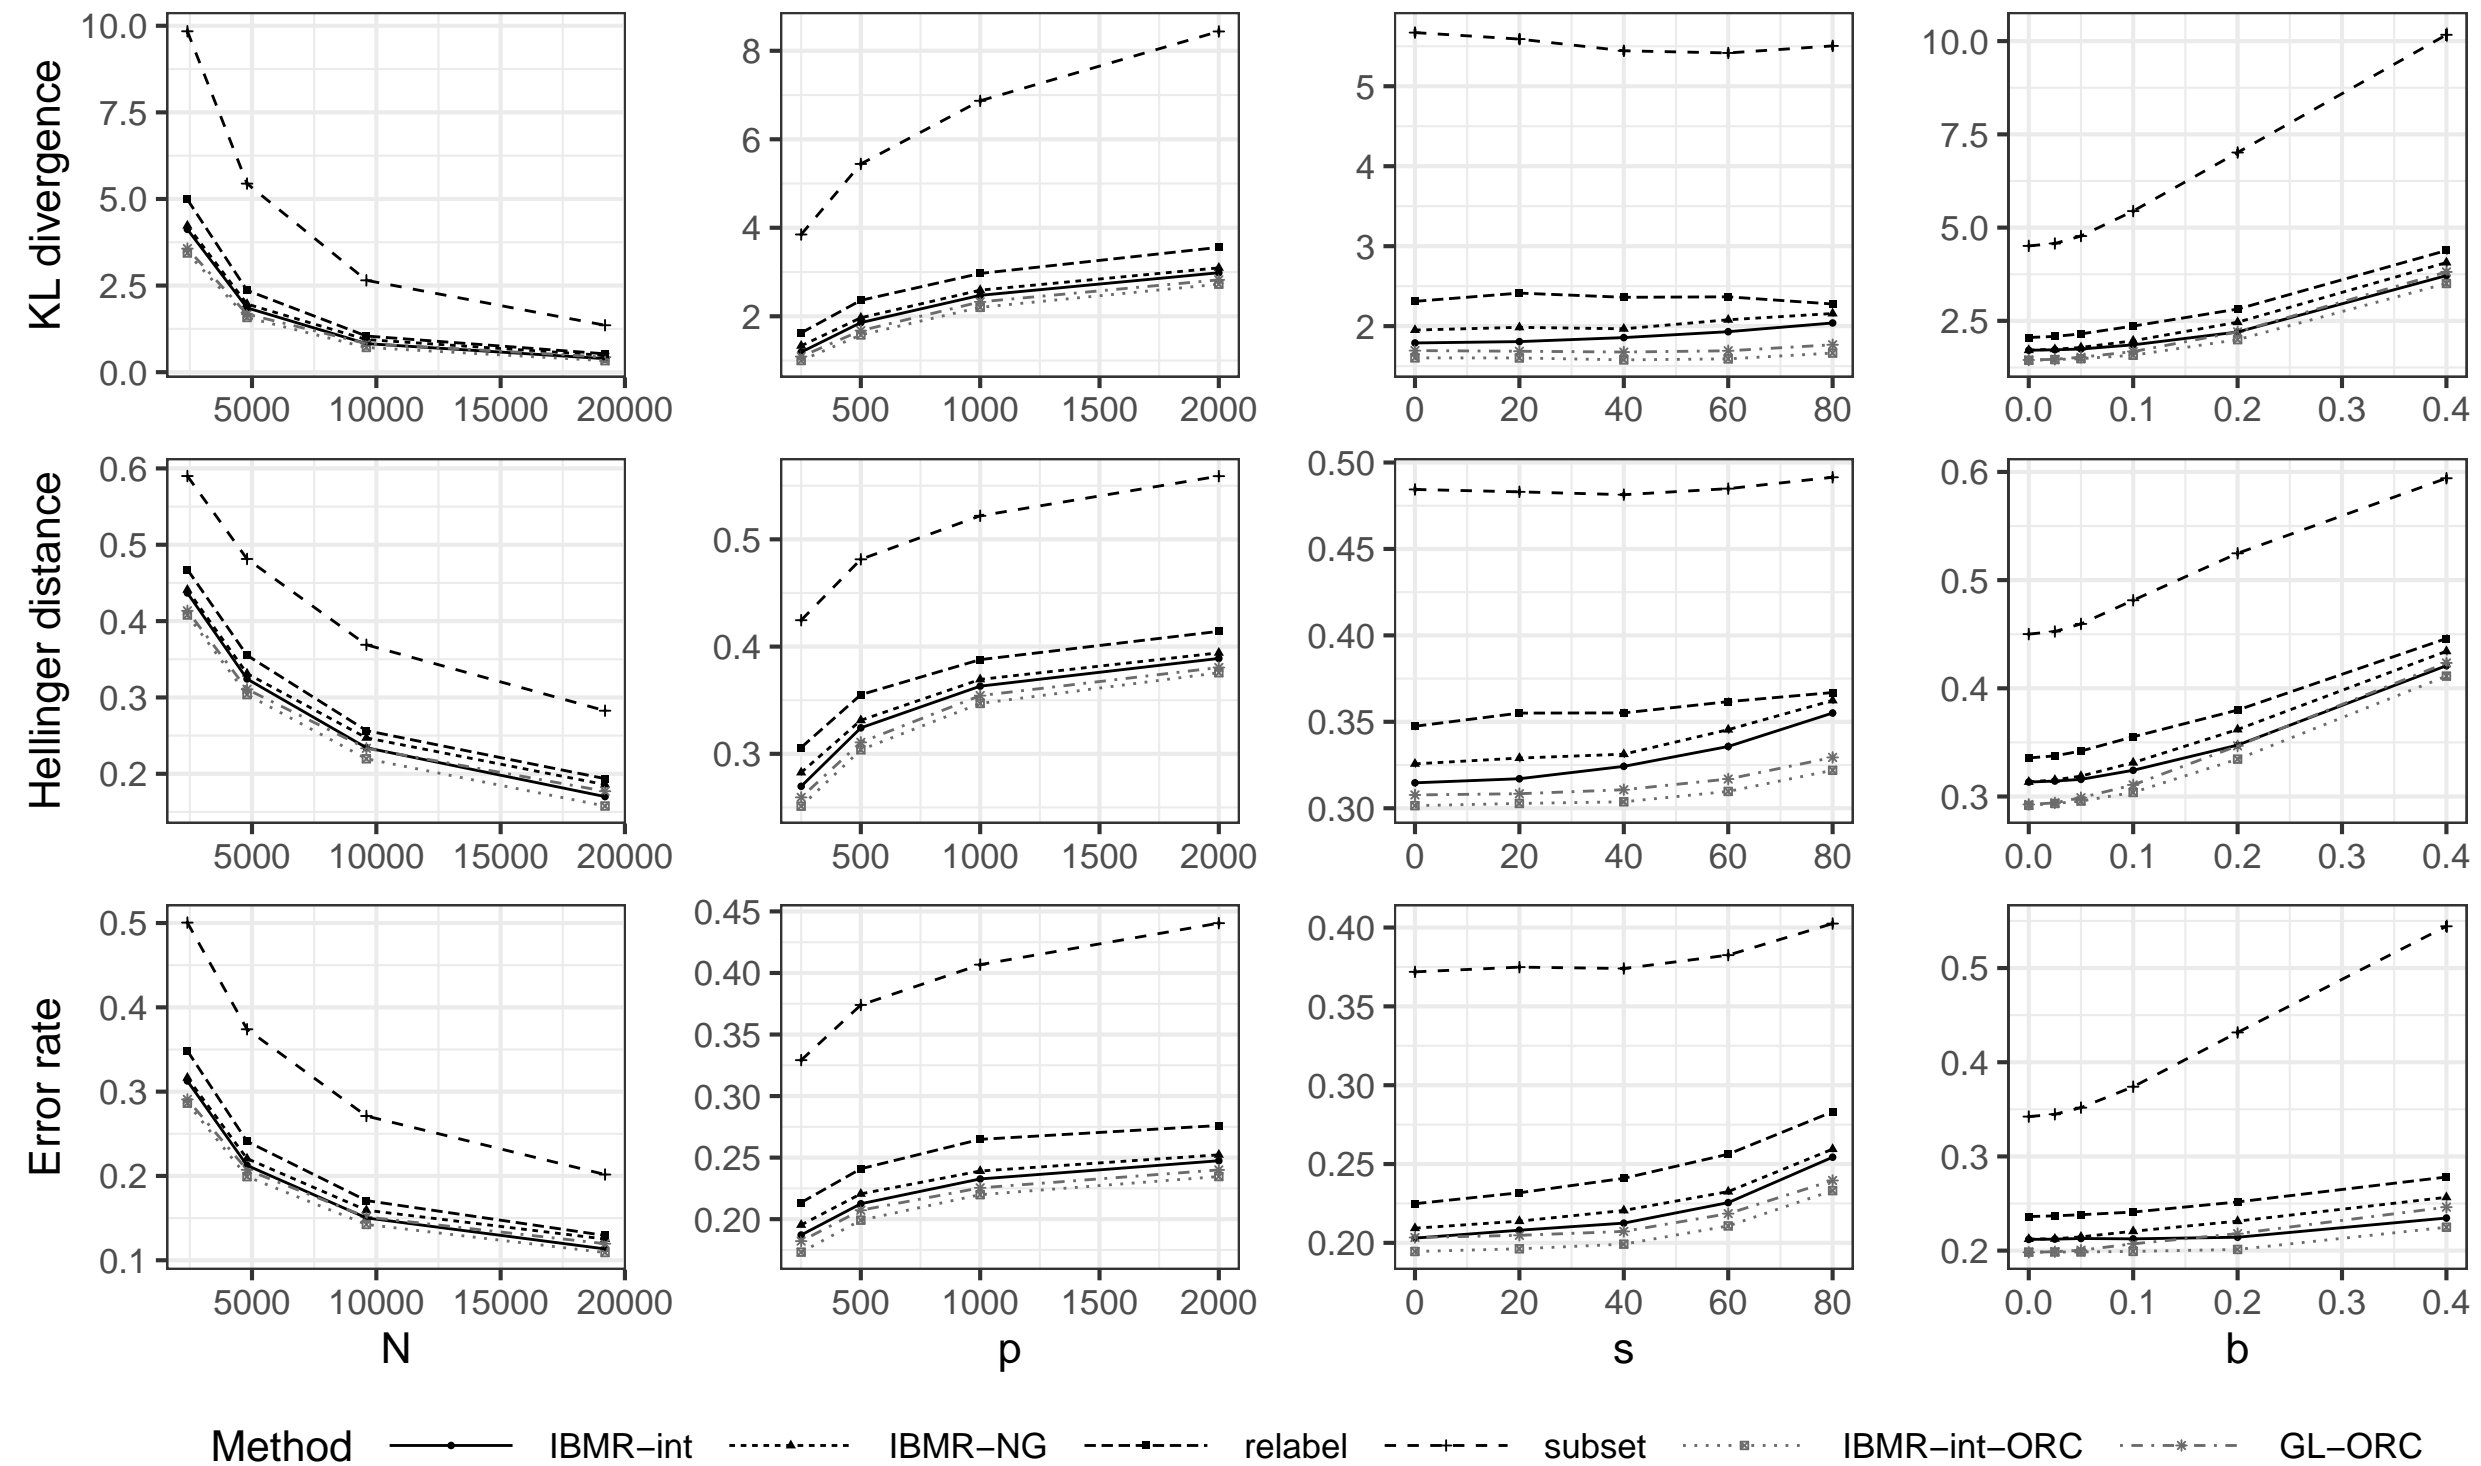 KL divergence
10.0
7.5
5.0
2.5
0.0
5000 10000 15000 20000
8
6
4
2
500 1000 1500 2000
5
4
3
2
0 20 40 60 80
10.0
7.5
5.0
2.5
0.0 0.1 0.2 0.3 0.4
Hellinger distance
0.6
0.5
0.4
0.3
0.2
5000 10000 15000 20000
0.5
0.4
0.3
500 1000 1500 2000
0.50
0.45
0.40
0.35
0.30
0 20 40 60 80
0.6
0.5
0.4
0.3
0.0 0.1 0.2 0.3 0.4
Error rate
0.5
0.4
0.3
0.2
0.1
5000 10000 15000 20000
N
0.45
0.40
0.35
0.30
0.25
0.20
500 1000 1500 2000
p
0.40
0.35
0.30
0.25
0.20
0 20 40 60 80
s
0.5
0.4
0.3
0.2
0.0 0.1 0.2 0.3 0.4
b
Method IBMR−int IBMR−NG relabel subset IBMR−int−ORC GL−ORC